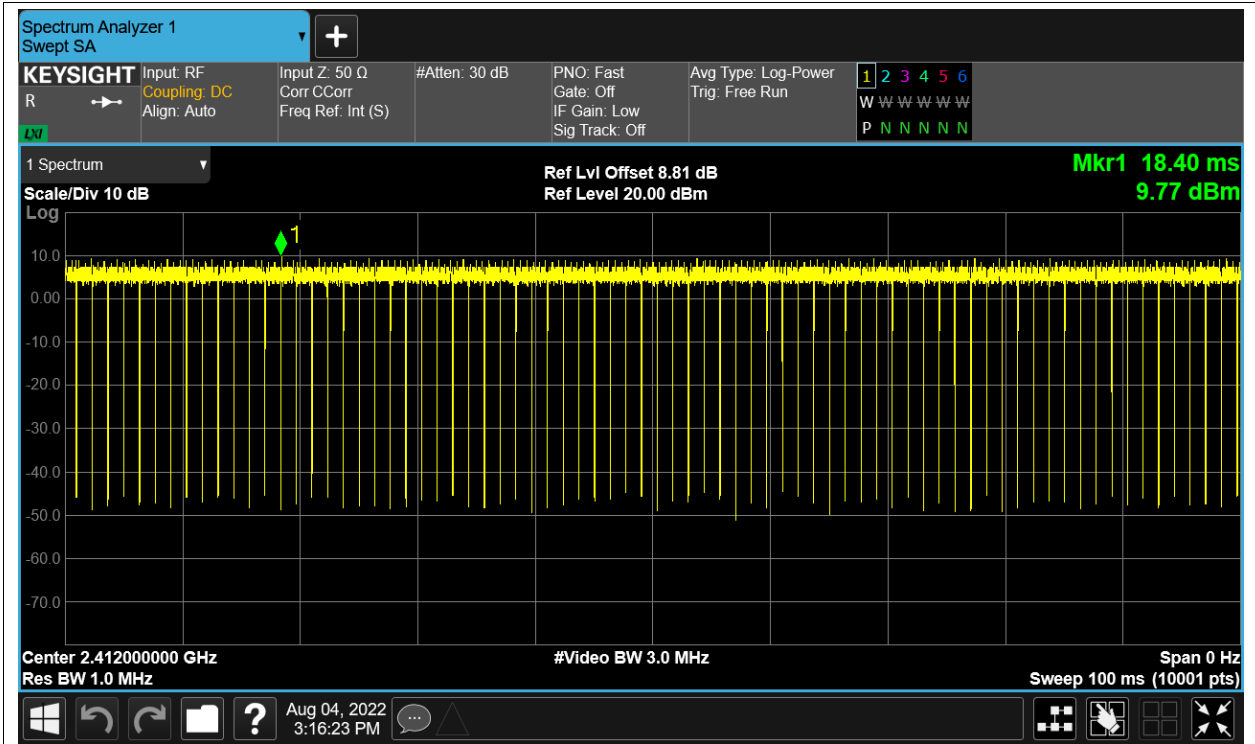 Spectrum Analyzer 1
Swept SA
KEYSIGHT
R
LXI
Input: RF
Coupling: DC
Align: Auto
Input Z: 50 Ω
Corr CCorr
Freq Ref: Int (S)
#Atten: 30 dB
PNO: Fast
Gate: Off
IF Gain: Low
Sig Track: Off
Avg Type: Log-Power
Trig: Free Run
1 2 3 4 5 6
W W W W W W
P N N N N N
1 Spectrum
Scale/Div 10 dB
Log
Ref Lvl Offset 8.81 dB
Ref Level 20.00 dBm
Mkr1 18.40 ms
9.77 dBm
1
10.0
0.00
-10.0
-20.0
-30.0
-40.0
-50.0
-60.0
-70.0
Center 2.412000000 GHz
Res BW 1.0 MHz
#Video BW 3.0 MHz
Span 0 Hz
Sweep 100 ms (10001 pts)
?
Aug 04, 2022
3:16:23 PM